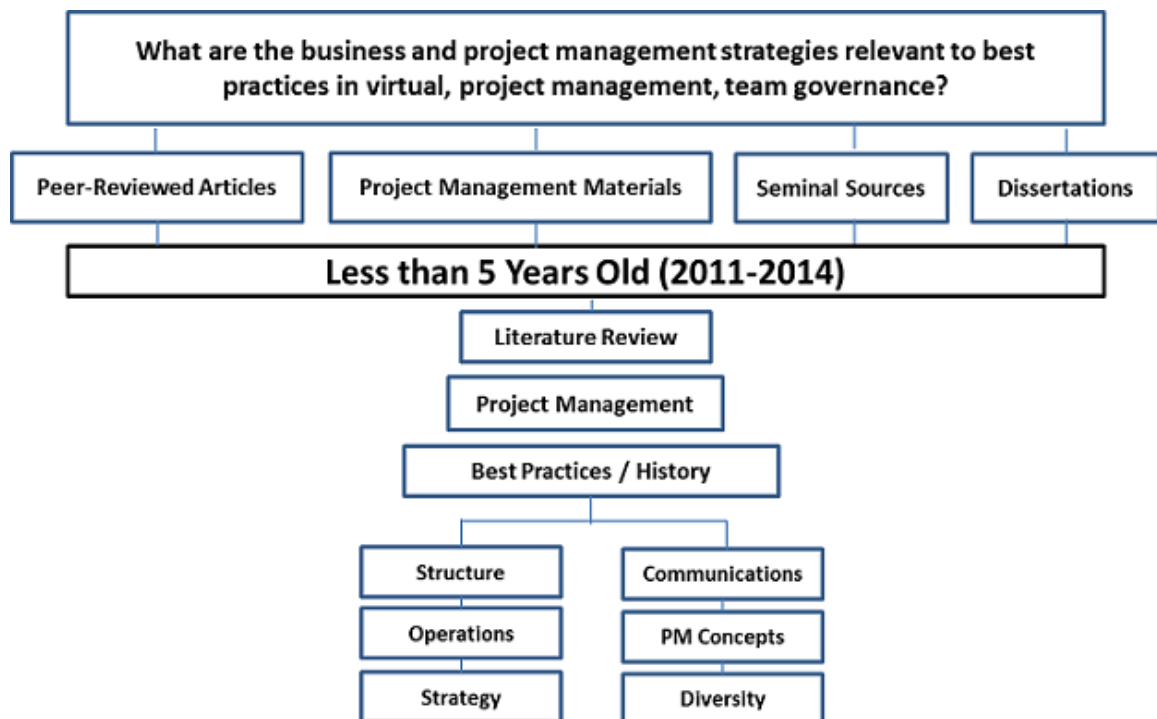 What are the business and project management strategies relevant to best
practices in virtual, project management, team governance?
Peer-Reviewed Articles
Project Management Materials
Seminal Sources
Dissertations
Less than 5 Years Old (2011-2014)
Literature Review
Project Management
Best Practices / History
Structure
Communications
Operations
PM Concepts
Strategy
Diversity